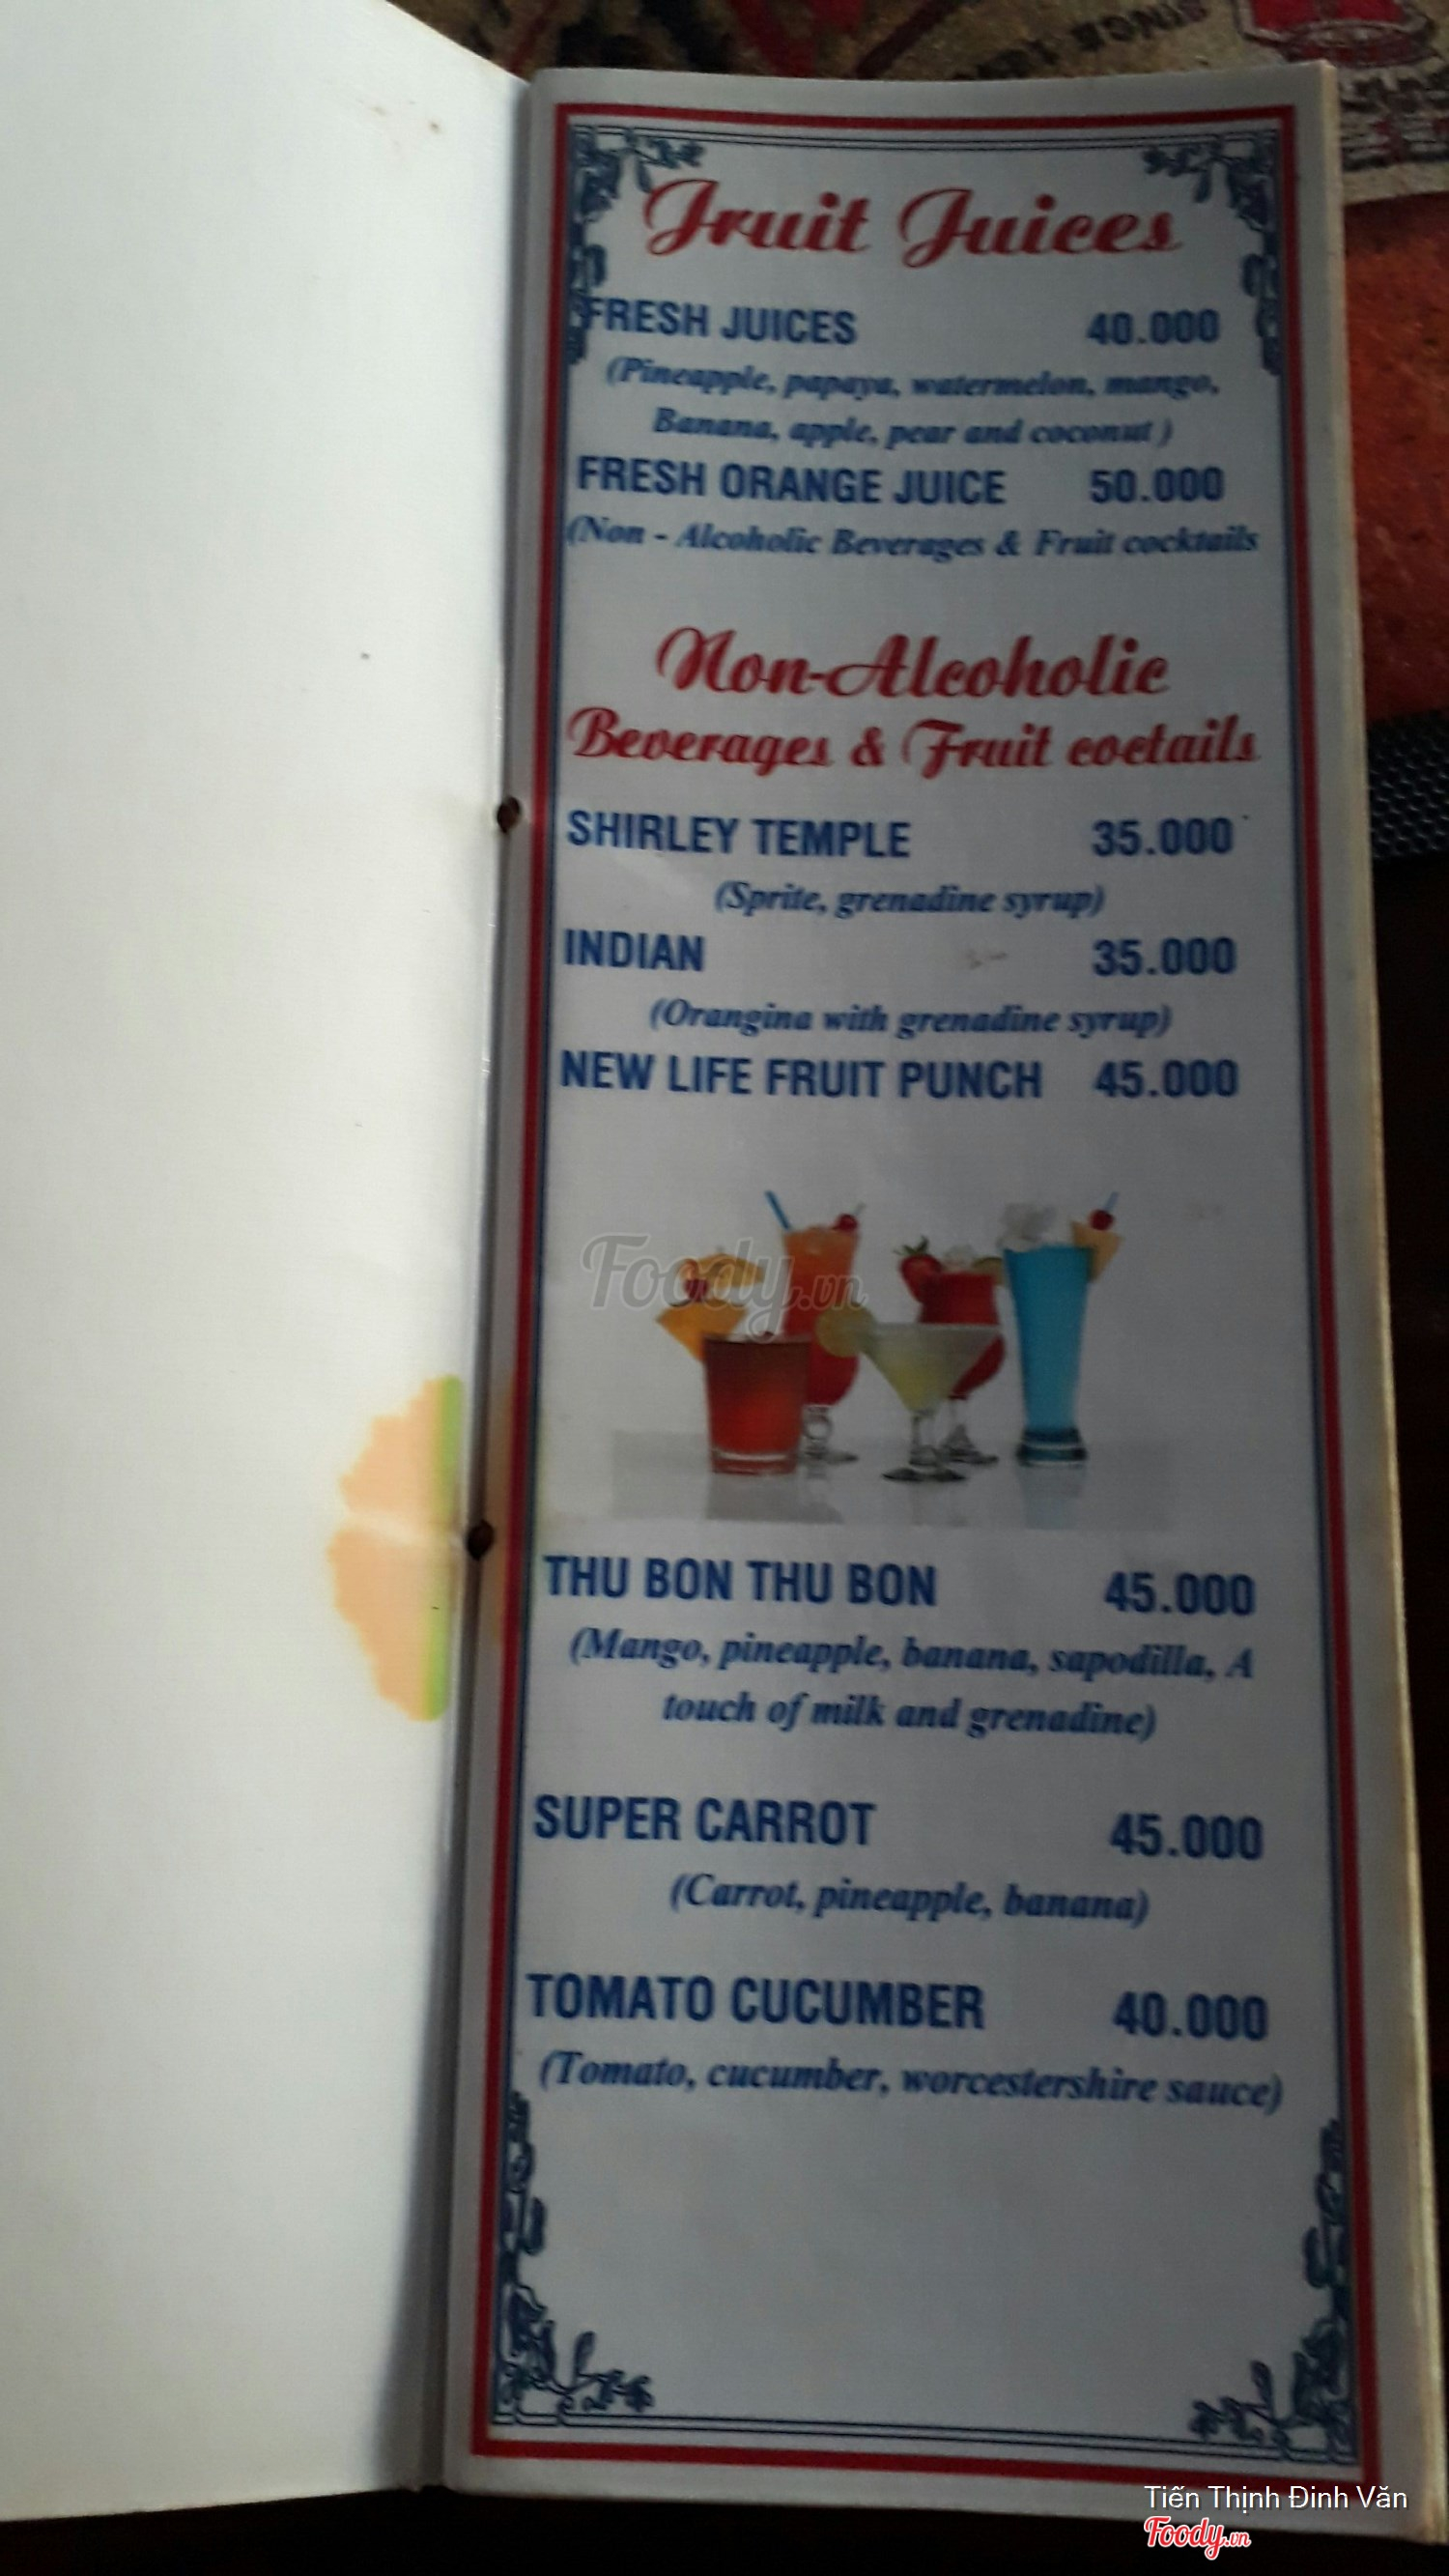 Fruit Juices
FRESH JUICES 40.000
(Pineapple, papaya, watermelon, mango,
Banana, apple, pear and coconut )
FRESH ORANGE JUICE 50.000
(Non - Alcoholic Beverages & Fruit cocktails
Non-Alcoholic
Beverages & Fruit coctails
SHIRLEY TEMPLE 35.000
(Sprite, grenadine syrup)
INDIAN 35.000
(Orangina with grenadine syrup)
NEW LIFE FRUIT PUNCH 45.000
Foody.vn
THU BON THU BON 45.000
(Mango, pineapple, banana, sapodilla, A
touch of milk and grenadine)
SUPER CARROT 45.000
(Carrot, pineapple, banana)
TOMATO CUCUMBER 40.000
(Tomato, cucumber, worcestershire sauce)
Tiến Thịnh Đinh Văn
Foody.vn